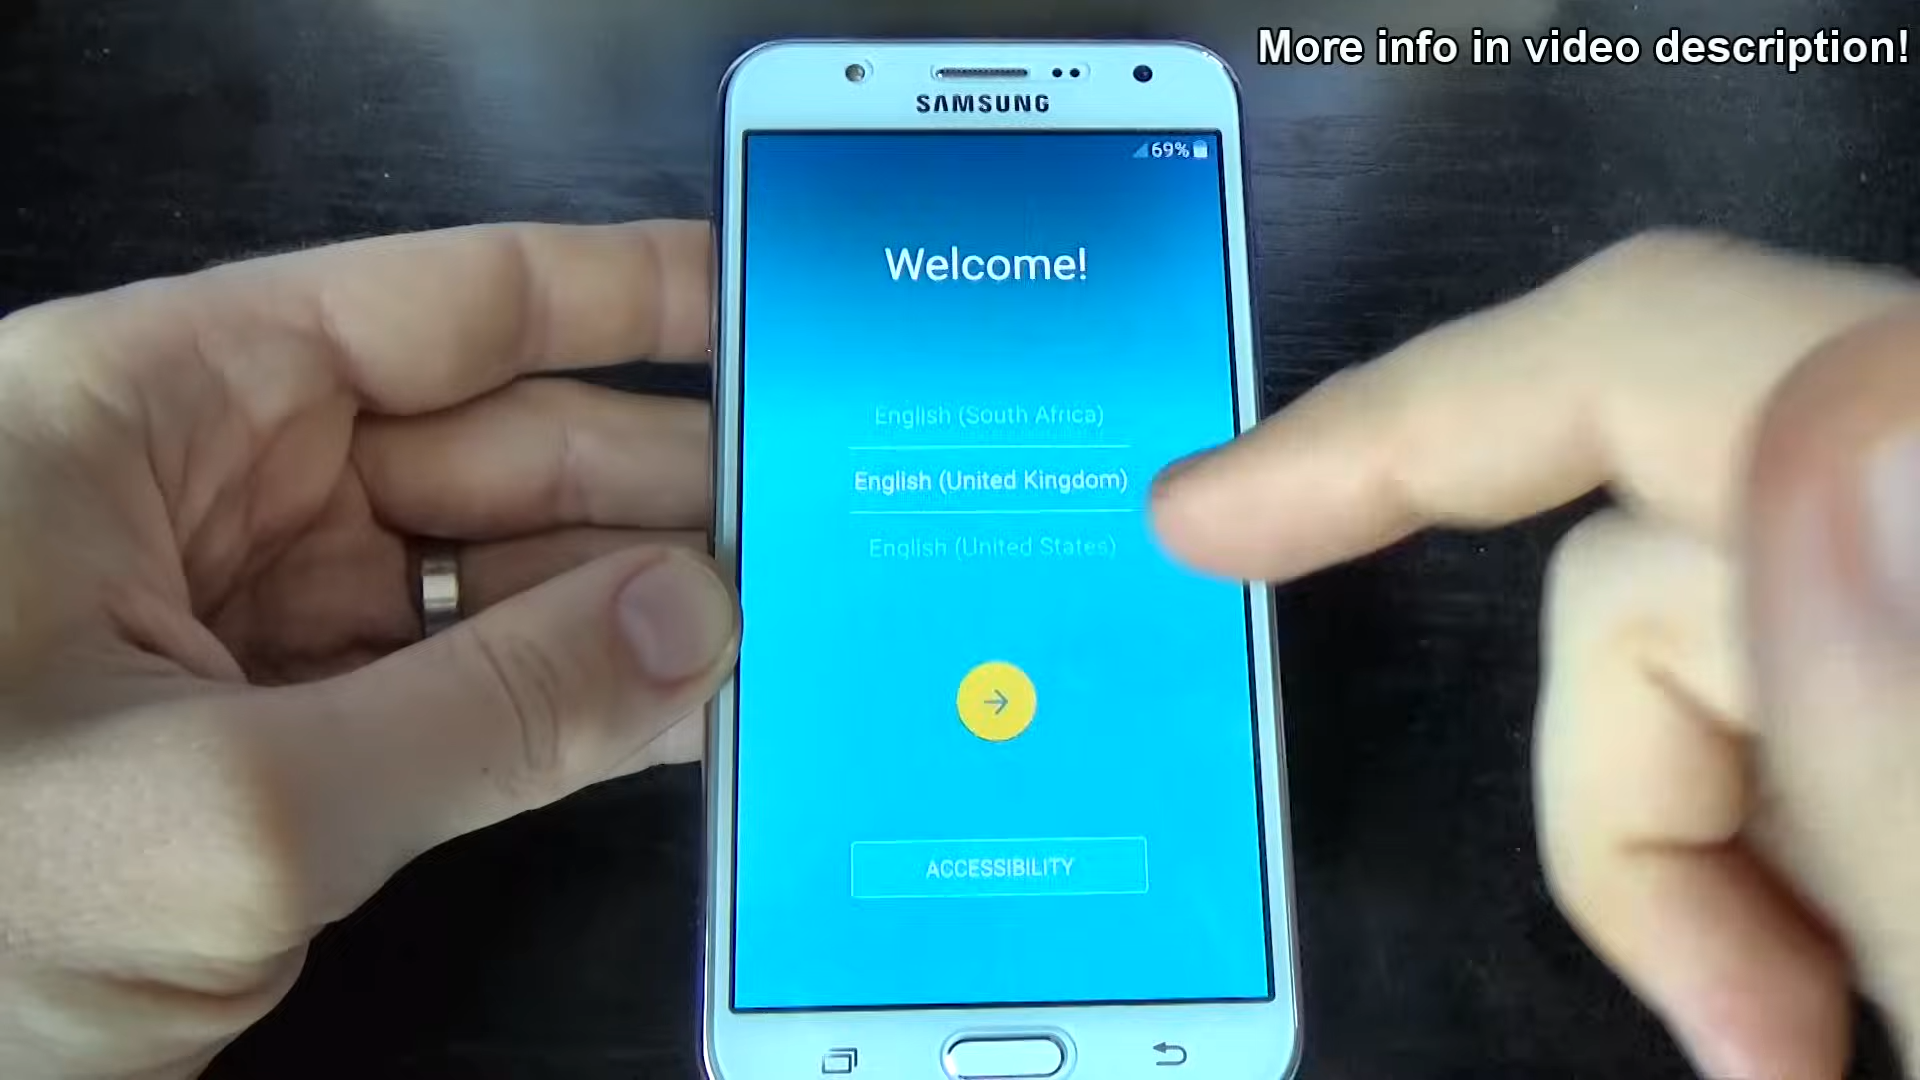 More info in video description!
SAMSUNG
69%
Welcome!
English (South Africa)
English (United Kingdom)
English (United States)
ACCESSIBILITY